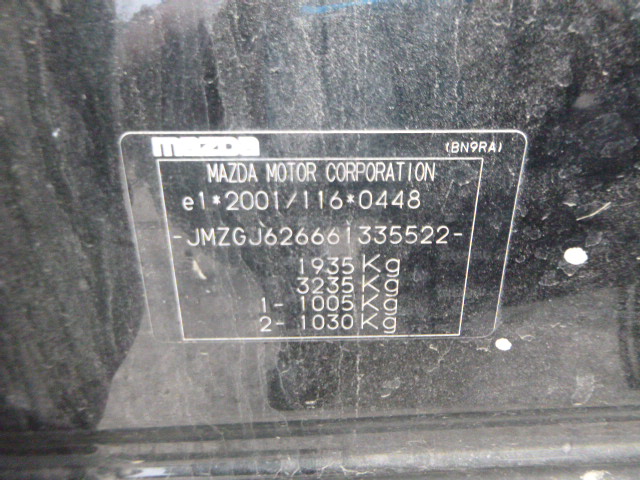 mazda
(BN9RA)
MAZDA MOTOR CORPORATION
e1*2001/116*0448
-JMZGJ626661335522-
1935 Kg
3235 Kg
1- 1005 Kg
2- 1030 Kg